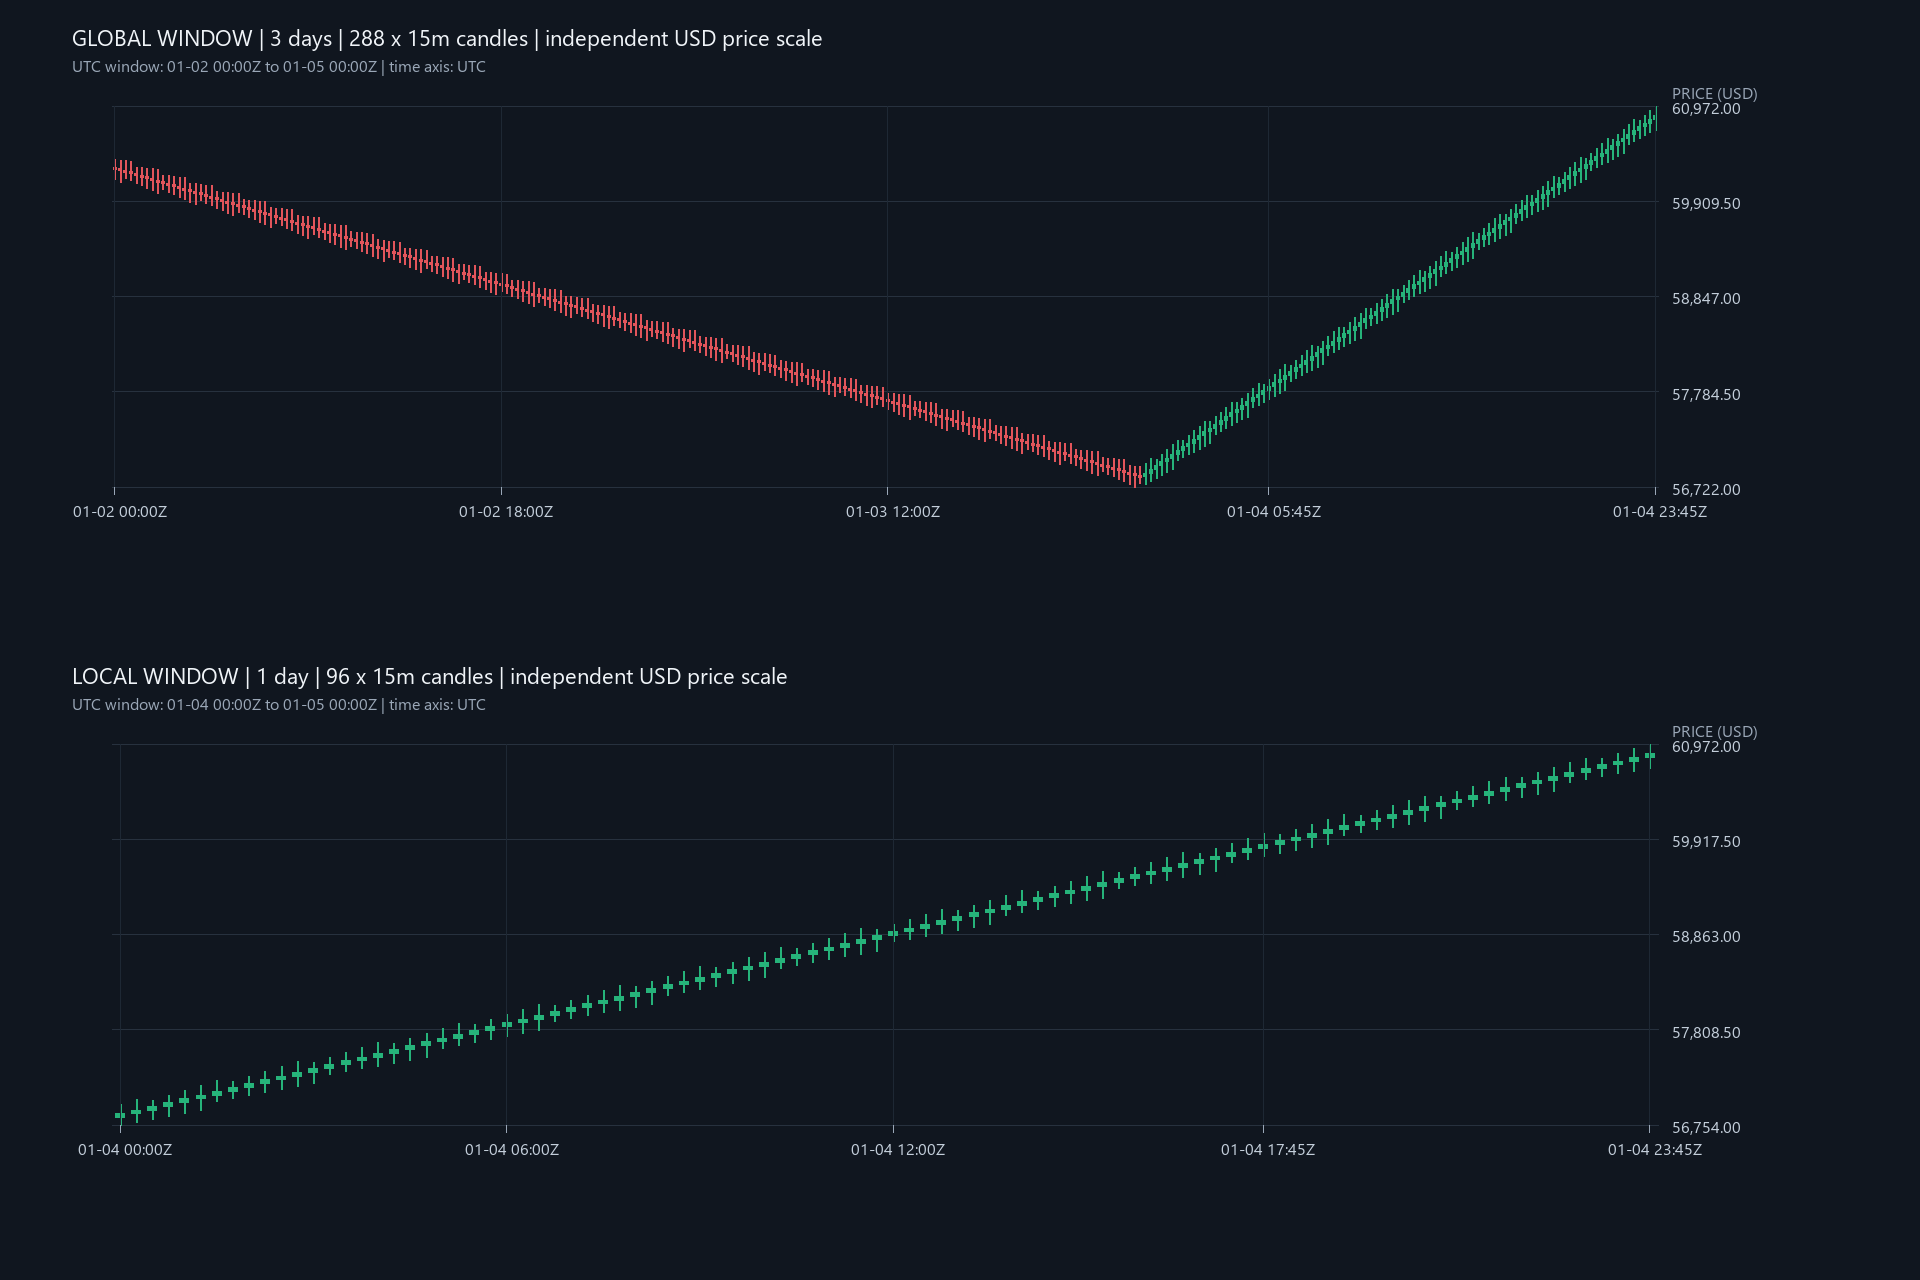 GLOBAL WINDOW | 3 days | 288 x 15m candles | independent USD price scale
UTC window: 01-02 00:00Z to 01-05 00:00Z | time axis: UTC
PRICE (USD)
60,972.00
59,909.50
58,847.00
57,784.50
56,722.00
01-02 00:00Z 01-02 18:00Z 01-03 12:00Z 01-04 05:45Z 01-04 23:45Z
LOCAL WINDOW | 1 day | 96 x 15m candles | independent USD price scale
UTC window: 01-04 00:00Z to 01-05 00:00Z | time axis: UTC
PRICE (USD)
60,972.00
59,917.50
58,863.00
57,808.50
56,754.00
01-04 00:00Z 01-04 06:00Z 01-04 12:00Z 01-04 17:45Z 01-04 23:45Z